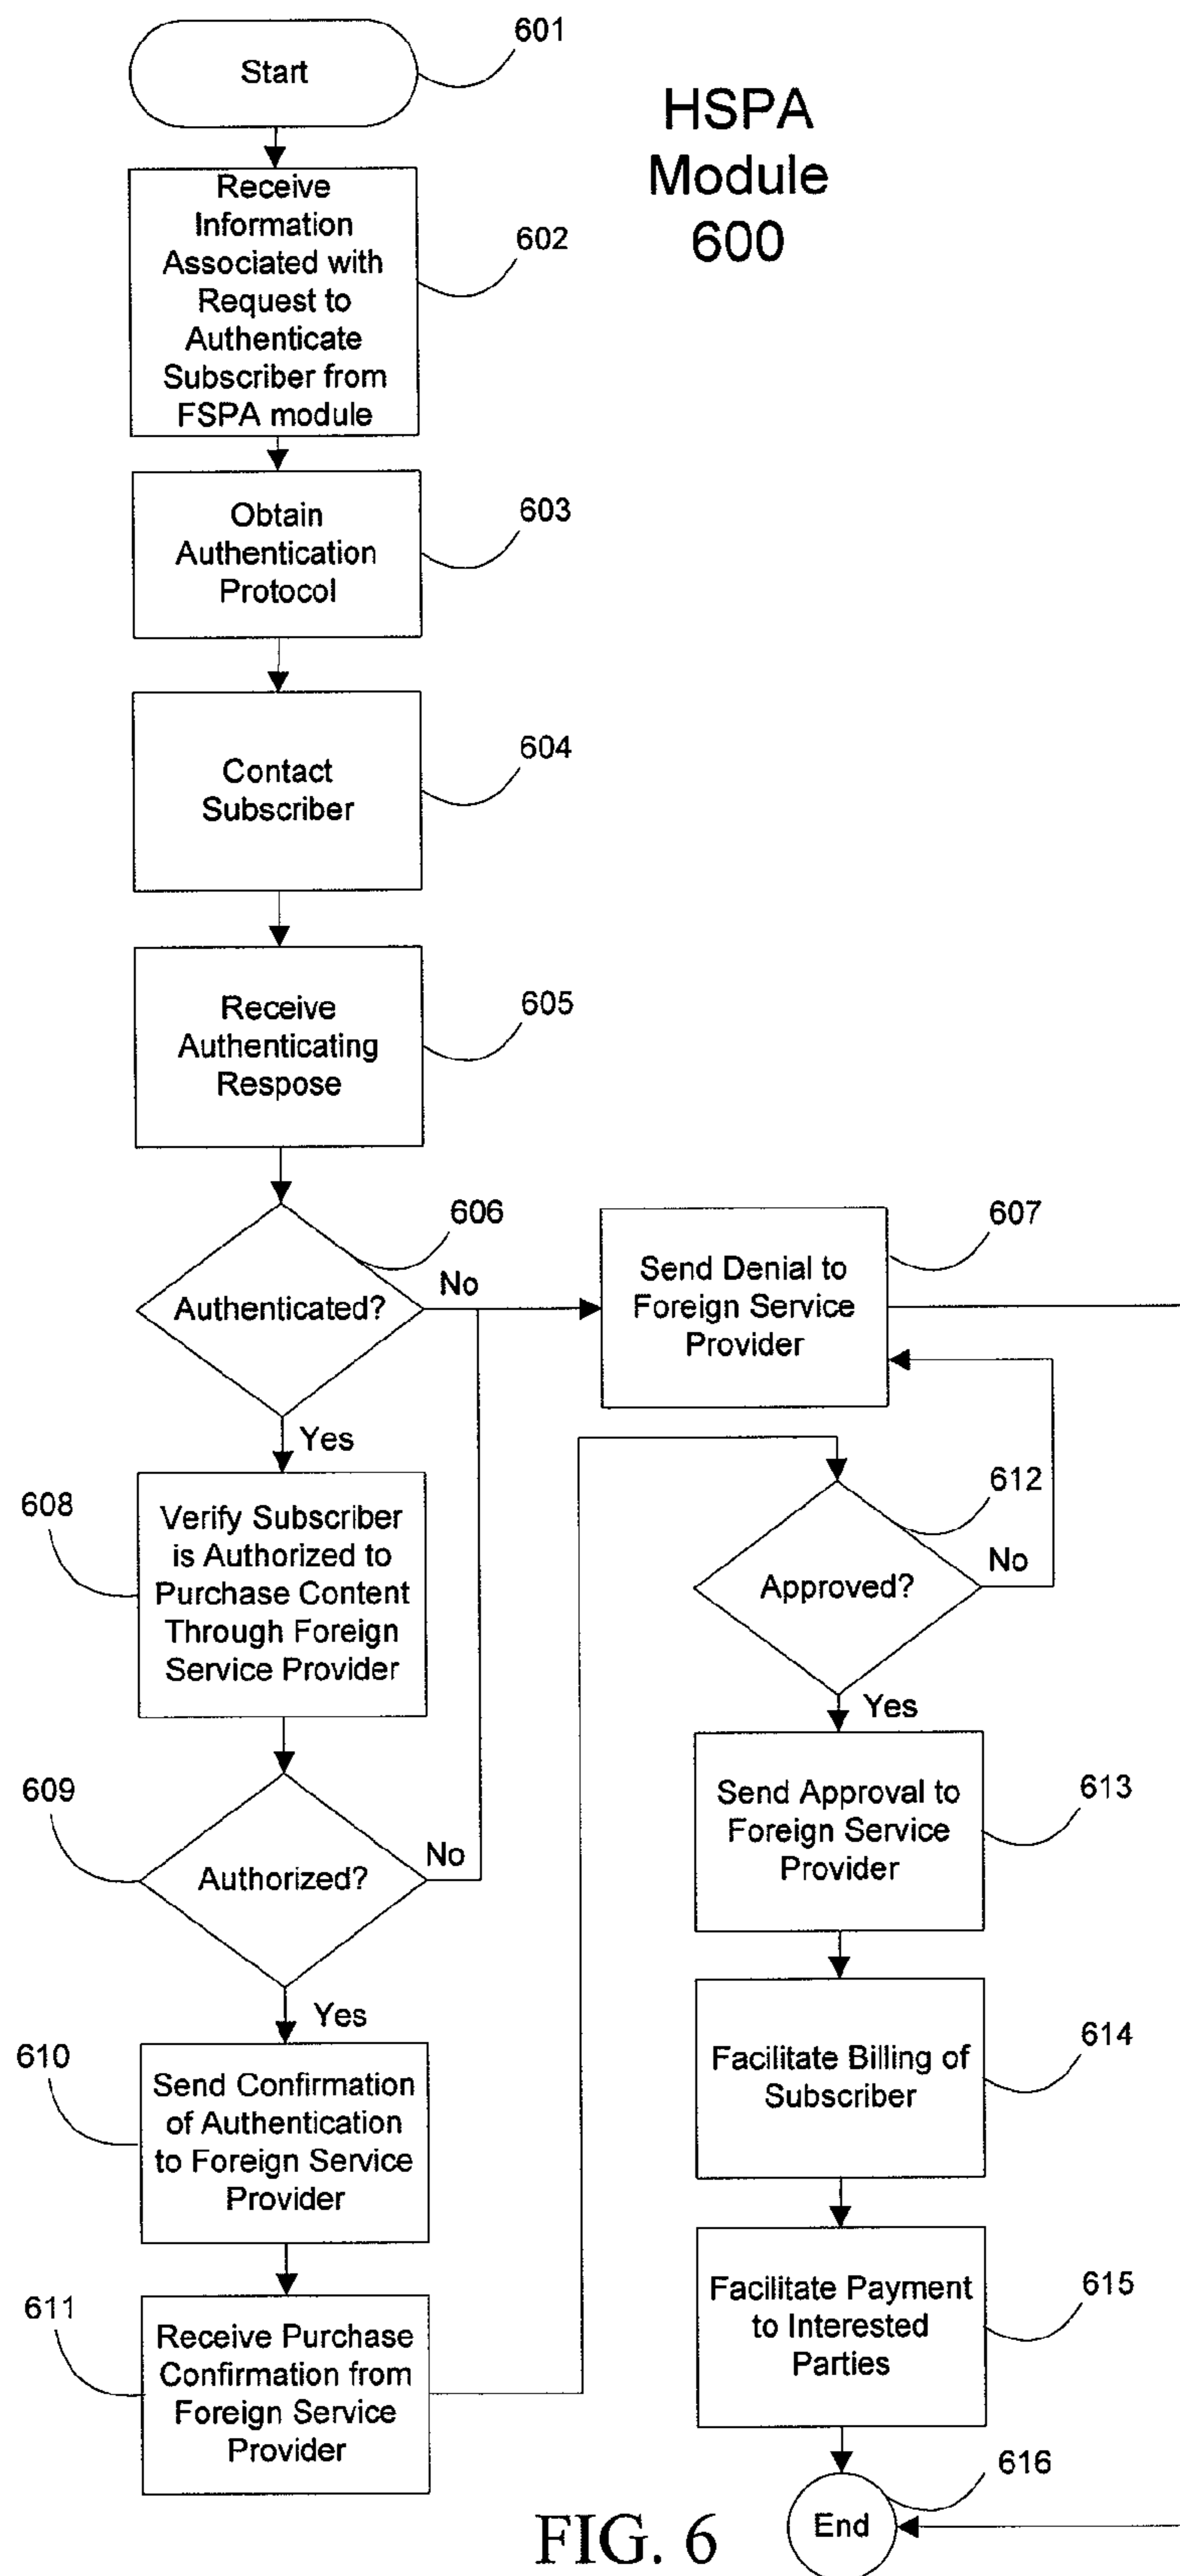 Start
601
HSPA
Module
600
Receive
Information
Associated with
Request to
Authenticate
Subscriber from
FSPA module
602
Obtain
Authentication
Protocol
603
Contact
Subscriber
604
Receive
Authenticating
Respose
605
Authenticated?
606
No
Yes
Send Denial to
Foreign Service
Provider
607
608
Verify Subscriber
is Authorized to
Purchase Content
Through Foreign
Service Provider
609
Authorized?
No
Yes
610
Send Confirmation
of Authentication
to Foreign Service
Provider
611
Receive Purchase
Confirmation from
Foreign Service
Provider
612
Approved?
No
Yes
Send Approval to
Foreign Service
Provider
613
Facilitate Billing of
Subscriber
614
Facilitate Payment
to Interested
Parties
615
End
616
FIG. 6